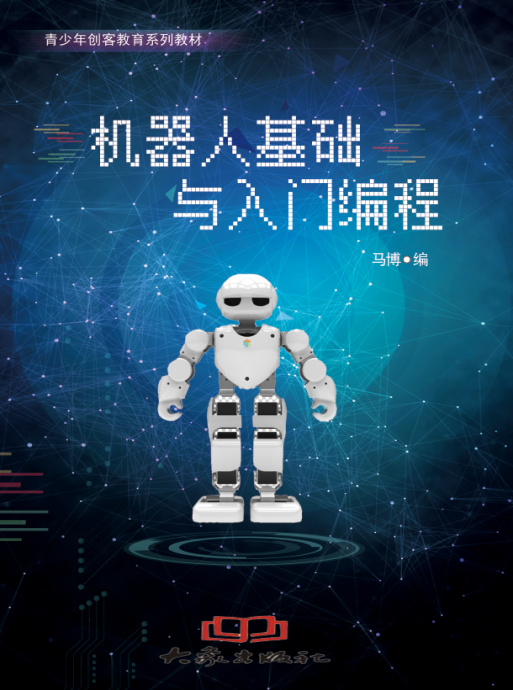 青少年创客教育系列教材
机器人基础
与入门编程
马博●编
大象出版社